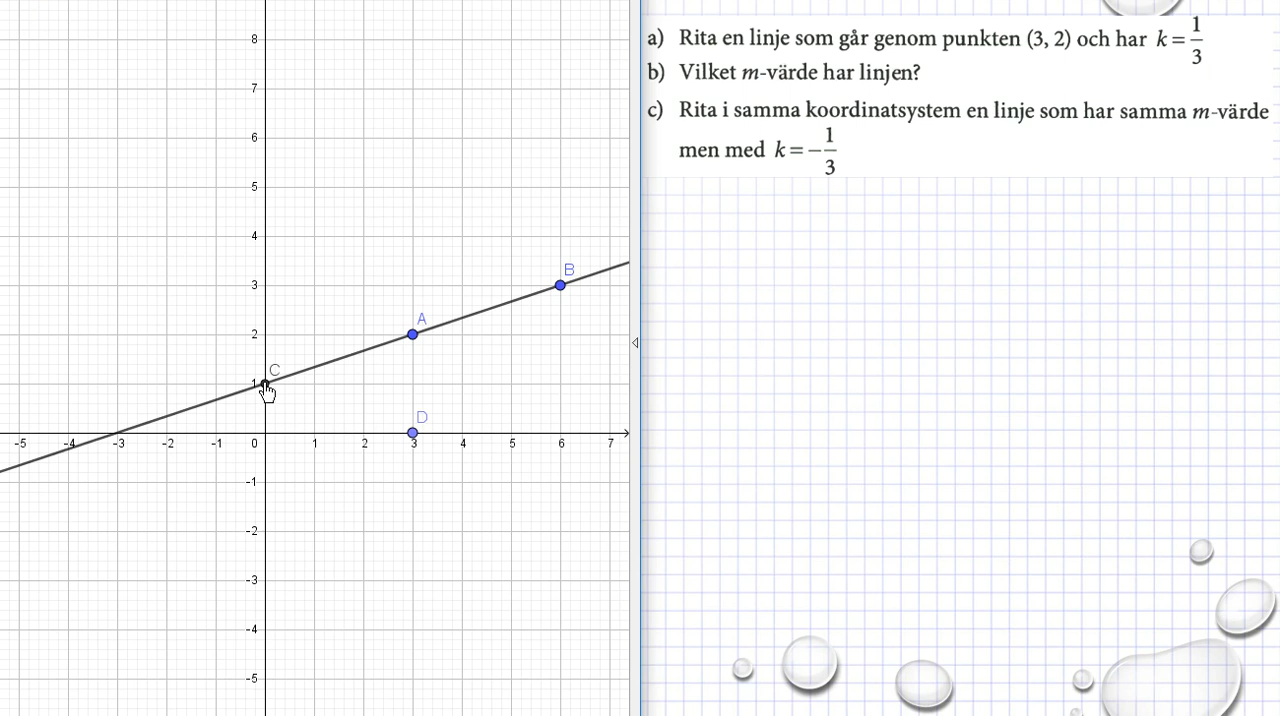 a) Rita en linje som går genom punkten (3, 2) och har k = 1/3
b) Vilket m-värde har linjen?
c) Rita i samma koordinatsystem en linje som har samma m-värde
men med k = −1/3
8
7
6
5
4
B
3
A
2
C
1
D
-5 -4 -3 -2 -1 0 1 2 3 4 5 6 7
-1
-2
-3
-4
-5